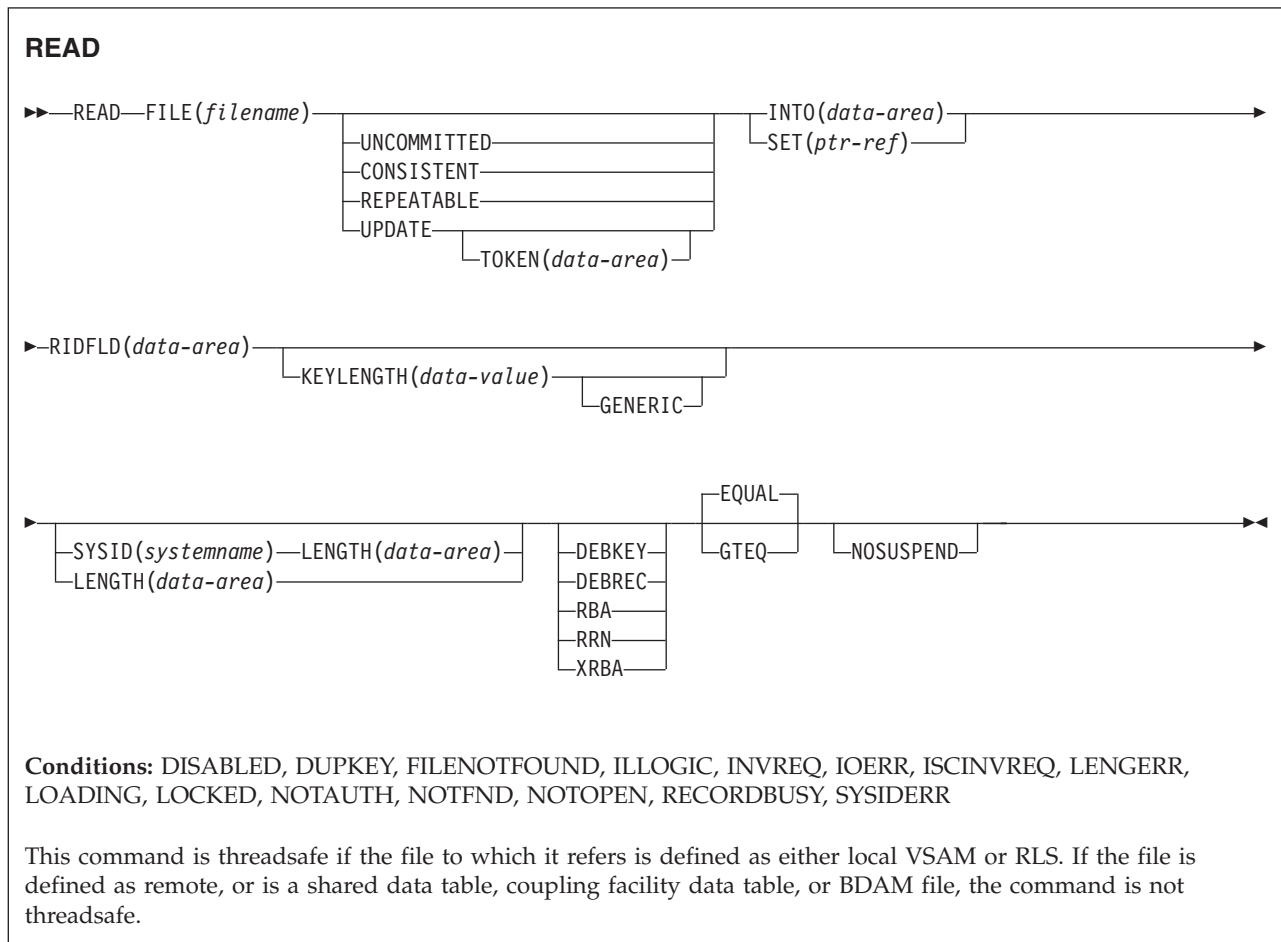 READ
READ FILE(filename) INTO(data-area)
UNCOMMITTED SET(ptr-ref)
CONSISTENT
REPEATABLE
UPDATE
TOKEN(data-area)
RIDFLD(data-area)
KEYLENGTH(data-value)
GENERIC
EQUAL
SYSID(systemname) LENGTH(data-area) DEBKEY GTEQ NOSUSPEND
LENGTH(data-area) DEBREC
RBA
RRN
XRBA
Conditions: DISABLED, DUPKEY, FILENOTFOUND, ILLOGIC, INVREQ, IOERR, ISCINVREQ, LENGERR,
LOADING, LOCKED, NOTAUTH, NOTFND, NOTOPEN, RECORDBUSY, SYSIDERR
This command is threadsafe if the file to which it refers is defined as either local VSAM or RLS. If the file is
defined as remote, or is a shared data table, coupling facility data table, or BDAM file, the command is not
threadsafe.